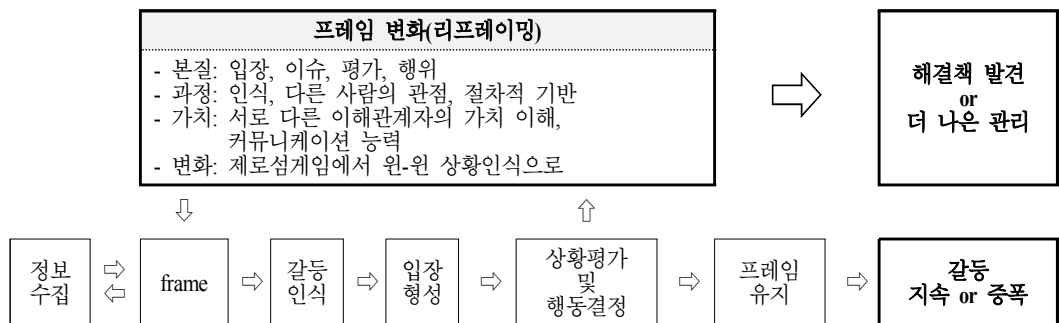 프레임 변화(리프레이밍)
- 본질: 입장, 이슈, 평가, 행위
- 과정: 인식, 다른 사람의 관점, 절차적 기반
- 가치: 서로 다른 이해관계자의 가치 이해,
커뮤니케이션 능력
- 변화: 제로섬게임에서 윈-윈 상황인식으로
해결책 발견
or
더 나은 관리
정보
수집
frame
갈등
인식
입장
형성
상황평가
및
행동결정
프레임
유지
갈등
지속 or 증폭